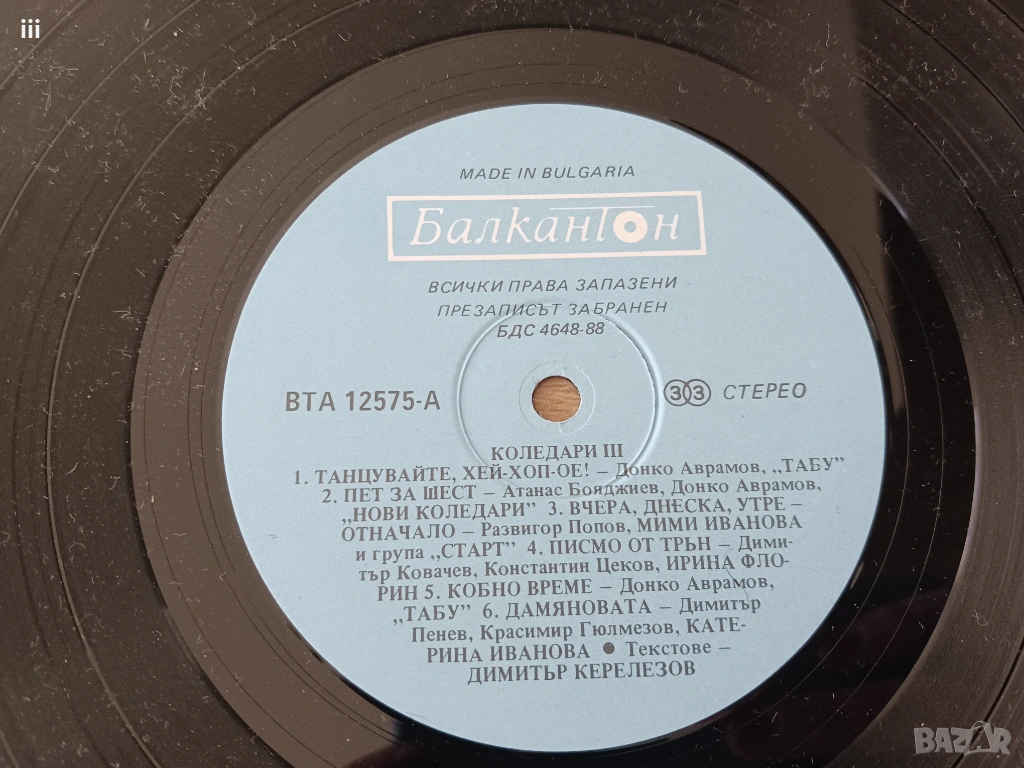 iii
MADE IN BULGARIA
Балкантон
ВСИЧКИ ПРАВА ЗАПАЗЕНИ
ПРЕЗАПИСЪТ ЗАБРАНЕН
БДС 4648-88
ВТА 12575-А
33 СТЕРЕО
КОЛЕДАРИ III
1. ТАНЦУВАЙТЕ, ХЕЙ-ХОП-ОЕ! – Донко Аврамов, „ТАБУ"
2. ПЕТ ЗА ШЕСТ – Атанас Бояджиев, Донко Аврамов,
„НОВИ КОЛЕДАРИ" 3. ВЧЕРА, ДНЕСКА, УТРЕ –
ОТНАЧАЛО – Развигор Попов, МИМИ ИВАНОВА
и група „СТАРТ" 4. ПИСМО ОТ ТРЪН – Дими-
тър Ковачев, Константин Цеков, ИРИНА ФЛО-
РИН 5. КОБНО ВРЕМЕ – Донко Аврамов,
„ТАБУ" 6. ДАМЯНОВАТА – Димитър
Пенев, Красимир Гюлмезов, КАТЕ-
РИНА ИВАНОВА ● Текстове –
ДИМИТЪР КЕРЕЛЕЗОВ
BAZAR